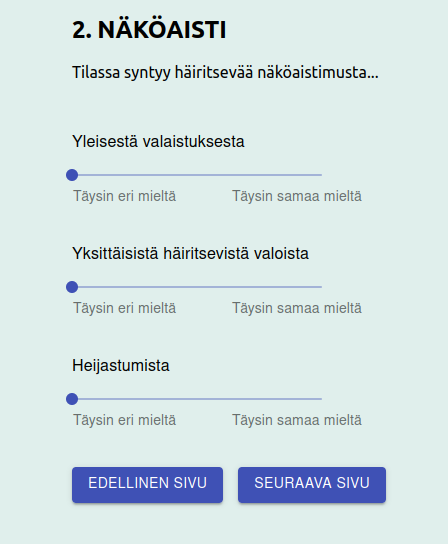 2. NÄKÖAISTI
Tilassa syntyy häiritsevää näköaistimusta...
Yleisestä valaistuksesta
Täysin eri mieltä Täysin samaa mieltä
Yksittäisistä häiritsevistä valoista
Täysin eri mieltä Täysin samaa mieltä
Heijastumista
Täysin eri mieltä Täysin samaa mieltä
EDELLINEN SIVU SEURAAVA SIVU